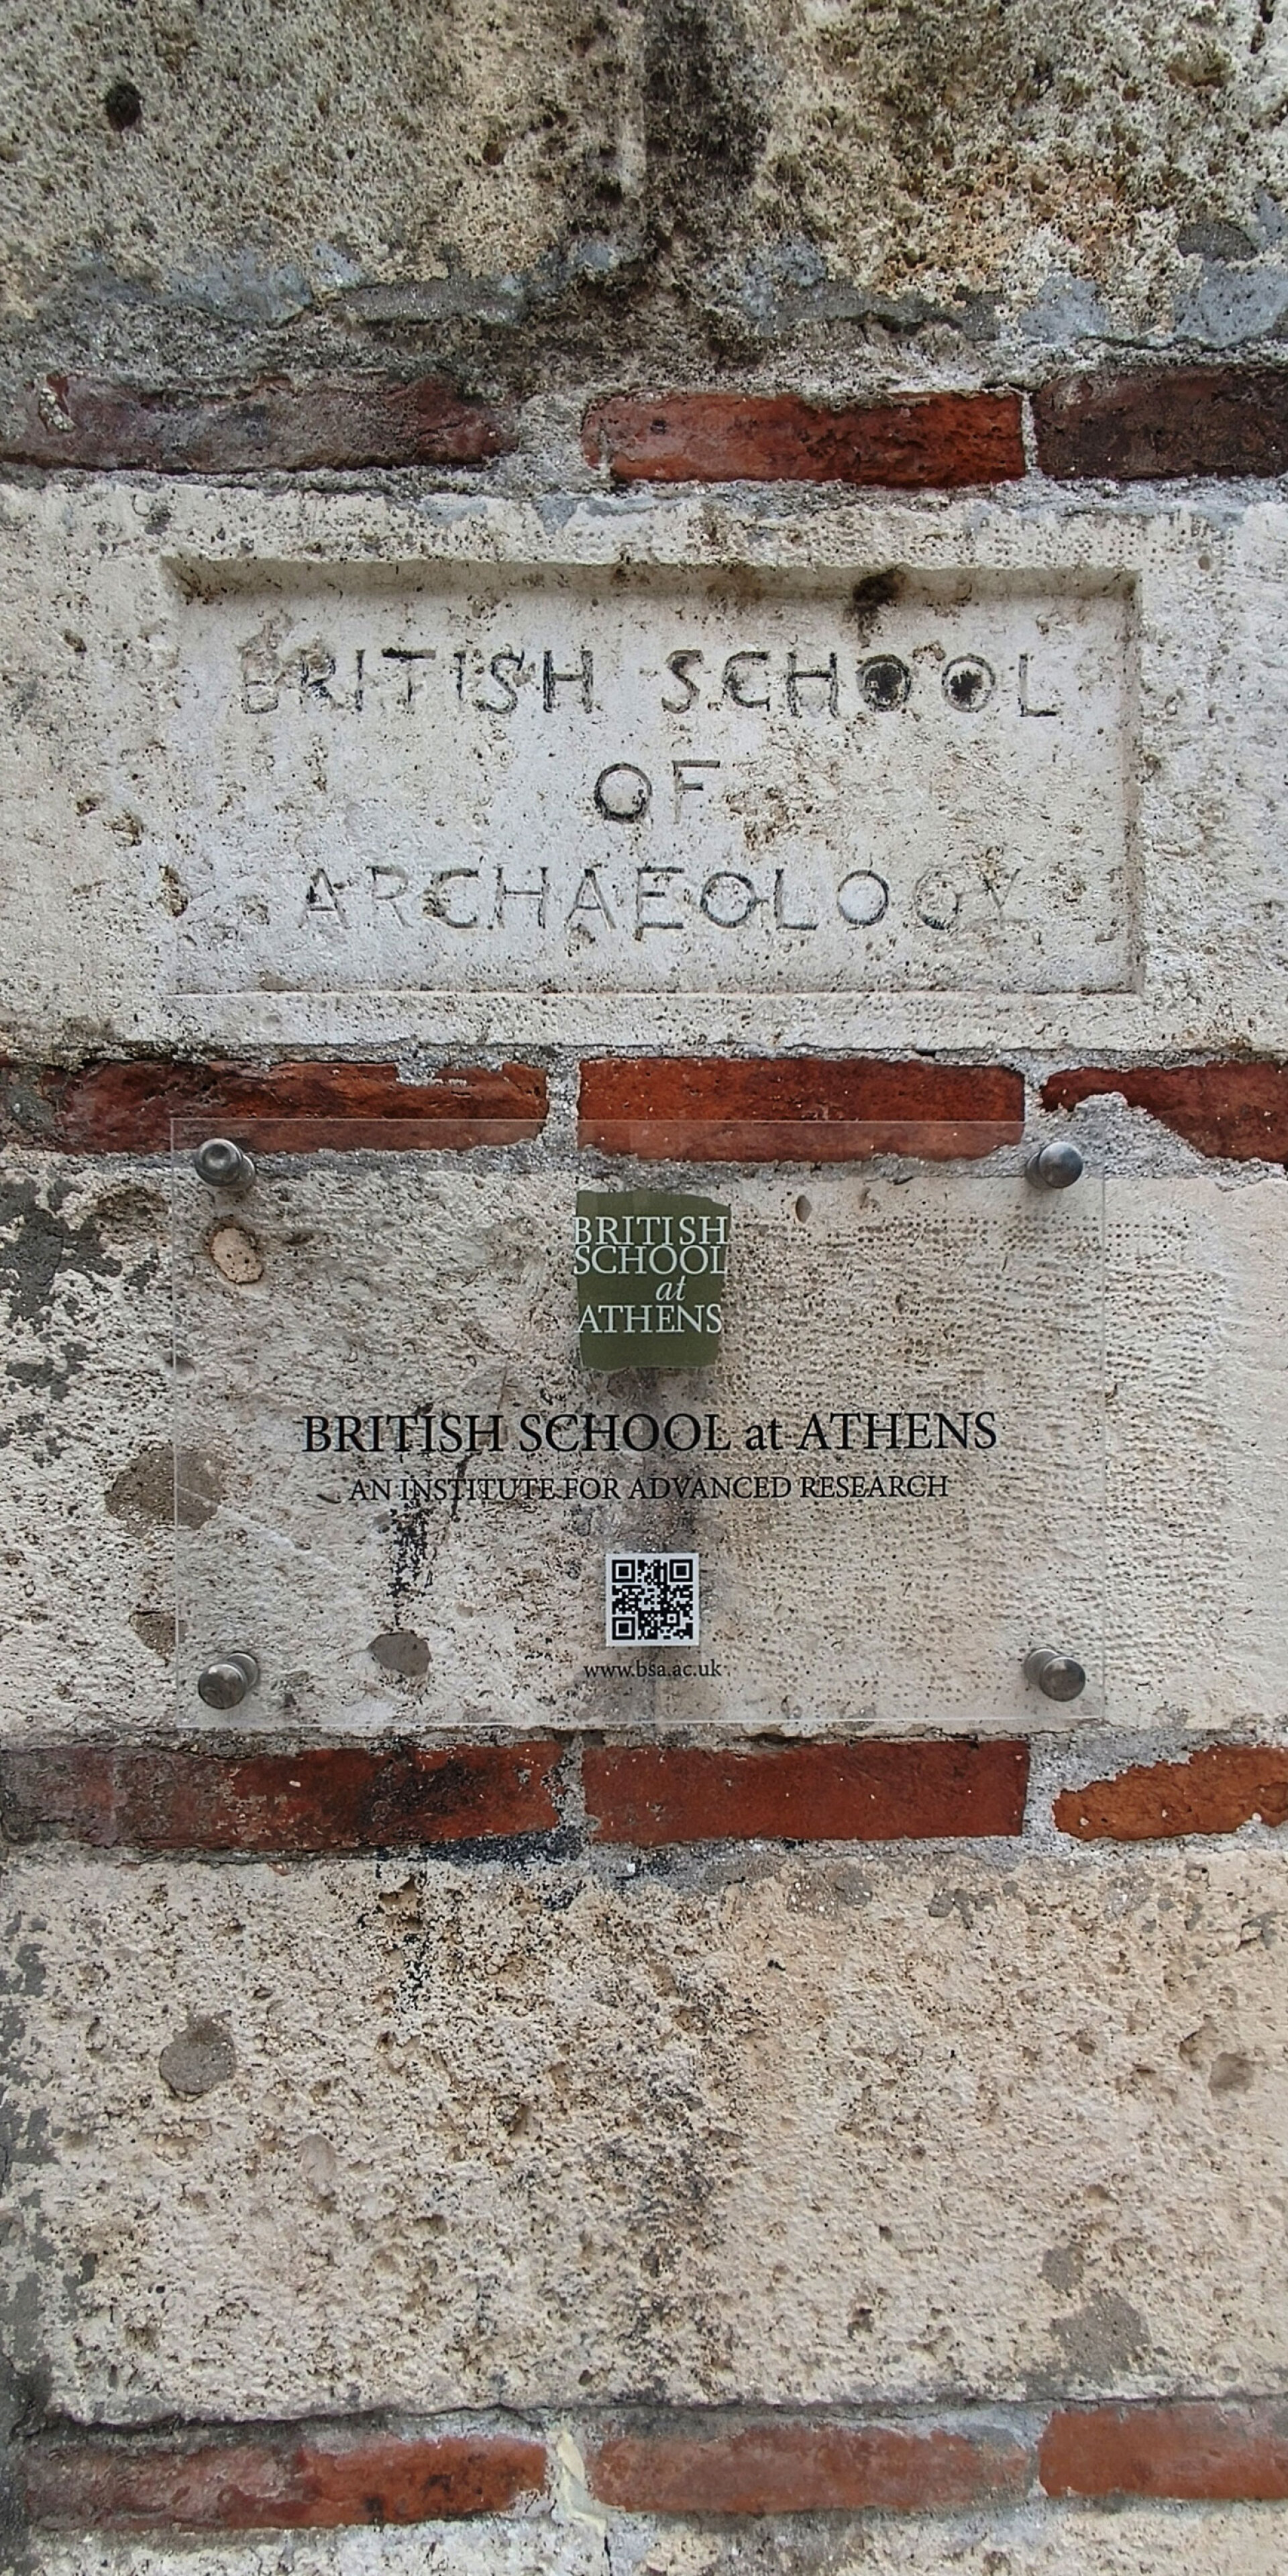 BRITISH SCHOOL
OF
ARCHAEOLOGY
BRITISH
SCHOOL
at
ATHENS
BRITISH SCHOOL at ATHENS
AN INSTITUTE FOR ADVANCED RESEARCH
www.bsa.ac.uk